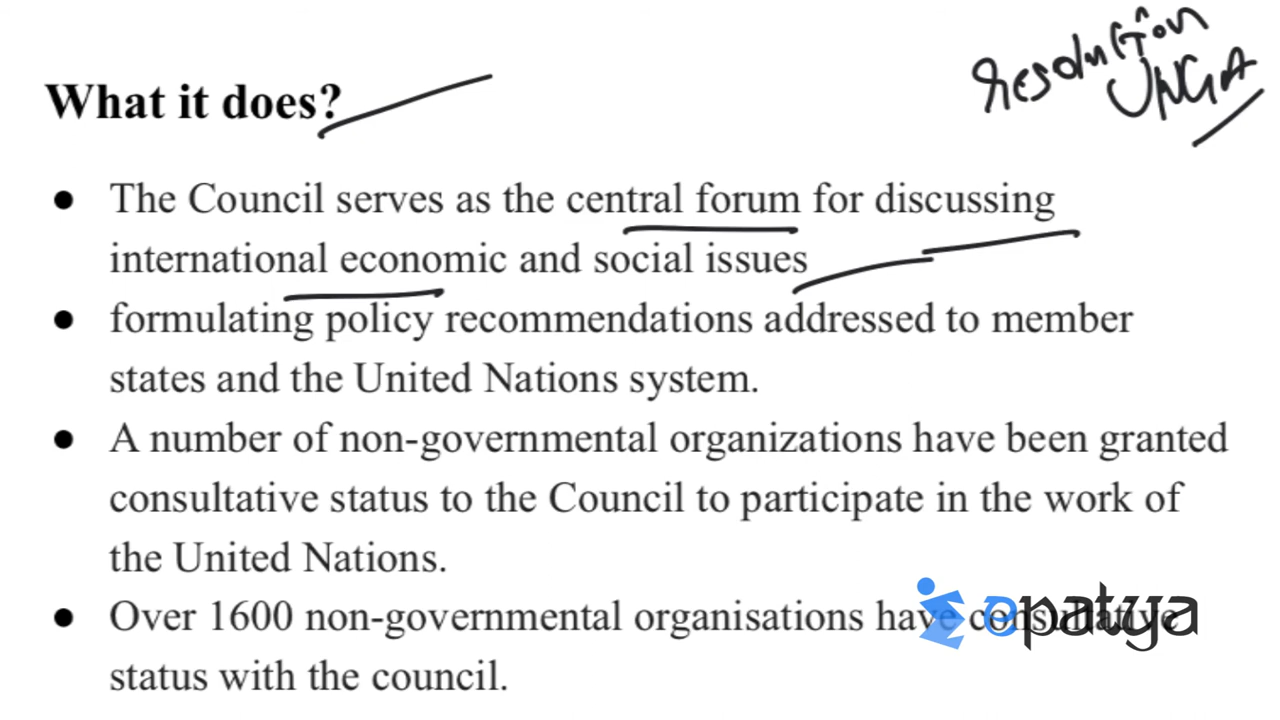 resolution
UNGA
What it does?
● The Council serves as the central forum for discussing
international economic and social issues
● formulating policy recommendations addressed to member
states and the United Nations system.
● A number of non-governmental organizations have been granted
consultative status to the Council to participate in the work of
the United Nations.
● Over 1600 non-governmental organisations have consultative
status with the council.
epatya